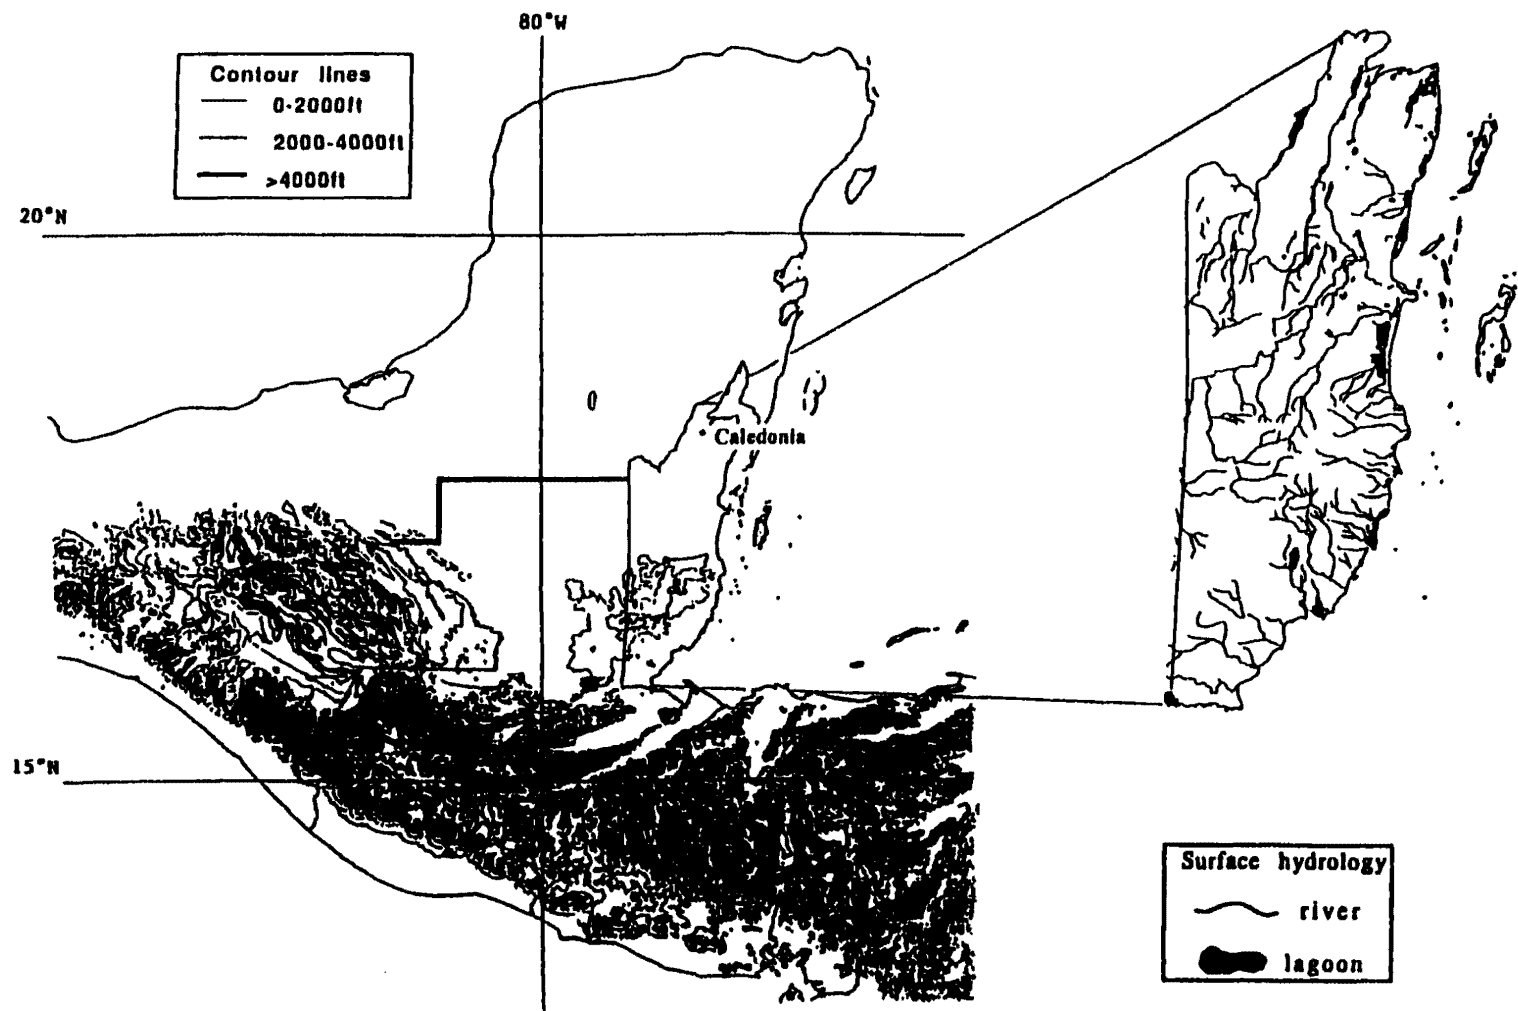 80°W
Contour lines
0-2000ft
2000-4000ft
>4000ft
20°N
Caledonia
15°N
Surface hydrology
river
lagoon